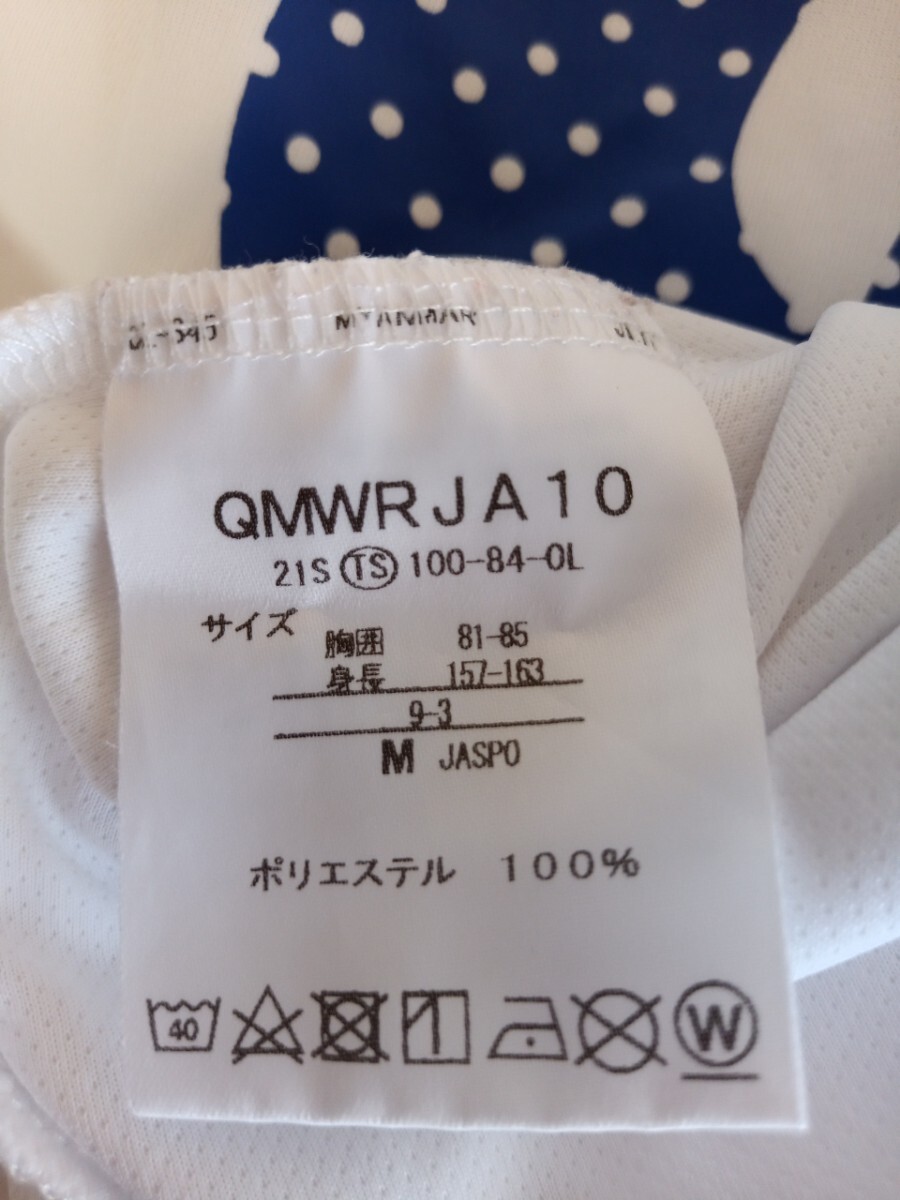 MYANMAR
QMWRJA10
21S TS 100-84-0L
サイズ
胸囲 81-85
身長 157-163
9-3
M JASPO
ポリエステル 100%
40
W